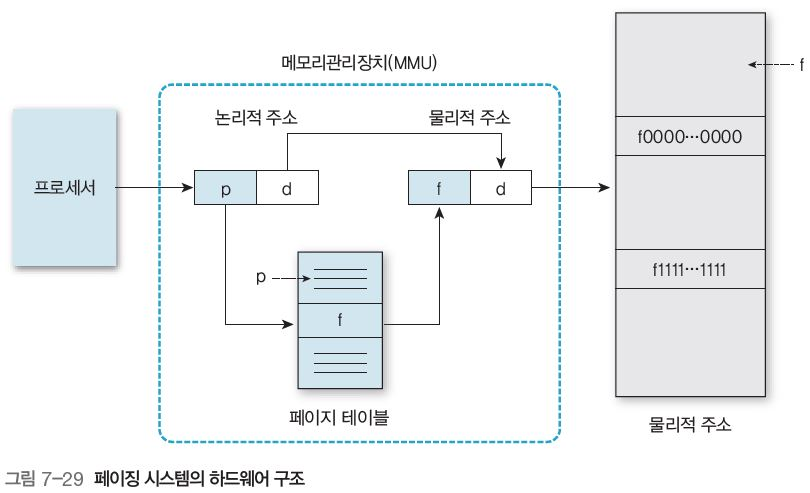 메모리관리장치(MMU)
논리적 주소
물리적 주소
프로세서
p
d
f
d
p
f
페이지 테이블
f
f0000…0000
f1111…1111
물리적 주소
그림 7-29 페이징 시스템의 하드웨어 구조